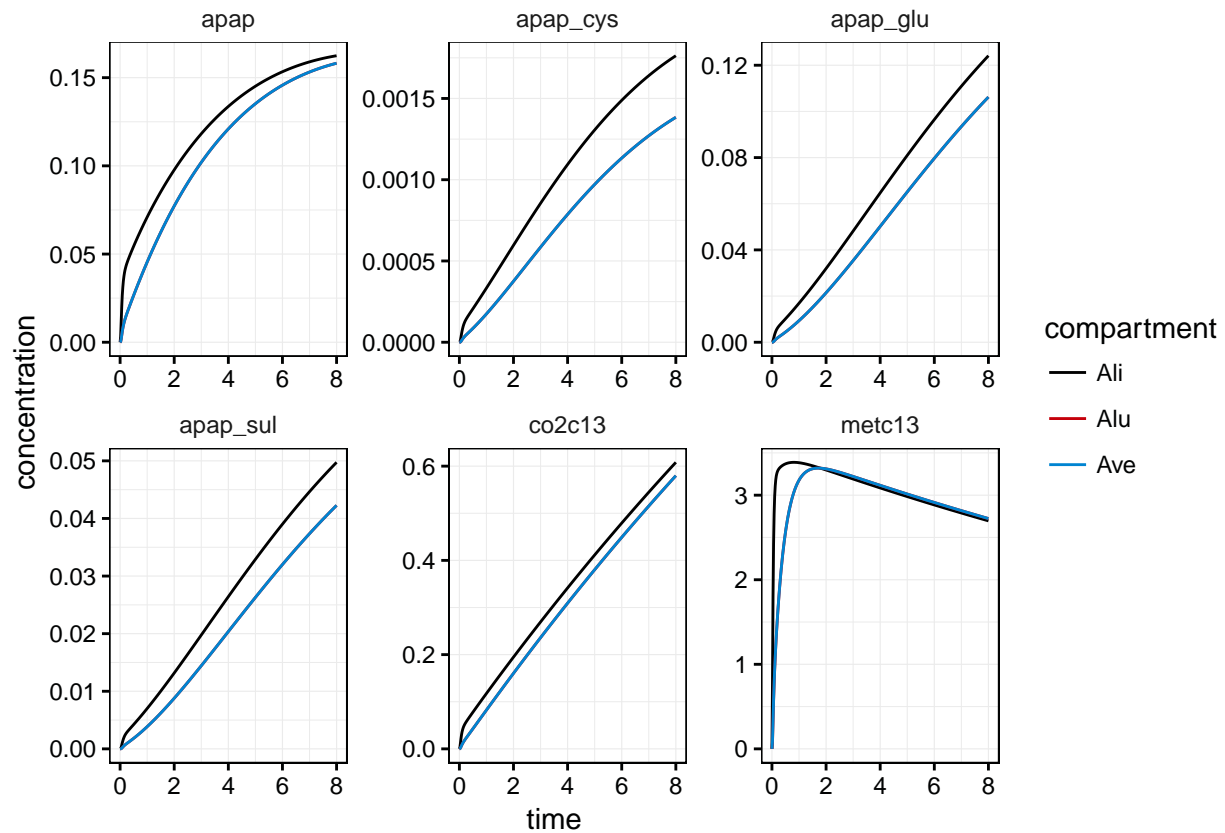 apap
apap_cys
apap_glu
0.15
0.10
0.05
0.00
0 2 4 6 8
0.0015
0.0010
0.0005
0.0000
0 2 4 6 8
0.12
0.08
0.04
0.00
0 2 4 6 8
concentration
apap_sul
co2c13
metc13
0.05
0.04
0.03
0.02
0.01
0.00
0 2 4 6 8
0.6
0.4
0.2
0.0
0 2 4 6 8
3
2
1
0
0 2 4 6 8
time
compartment
Ali
Alu
Ave